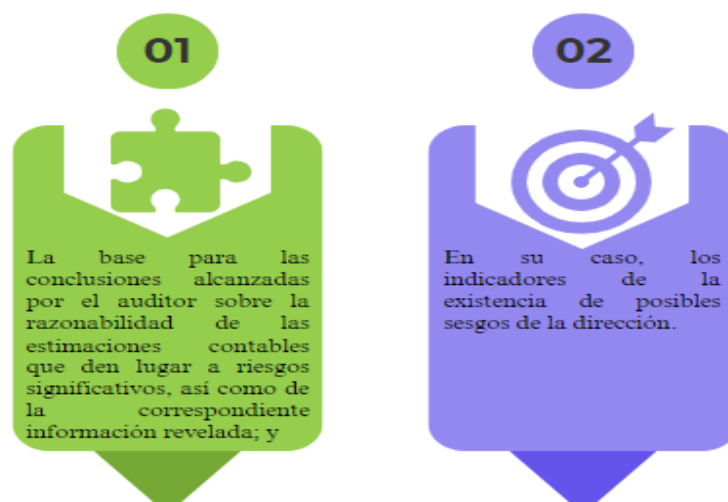 01
La base para las
conclusiones alcanzadas
por el auditor sobre la
razonabilidad de las
estimaciones contables
que den lugar a riesgos
significativos, así como de
la correspondiente
información revelada; y
02
En su caso, los
indicadores de la
existencia de posibles
sesgos de la dirección.